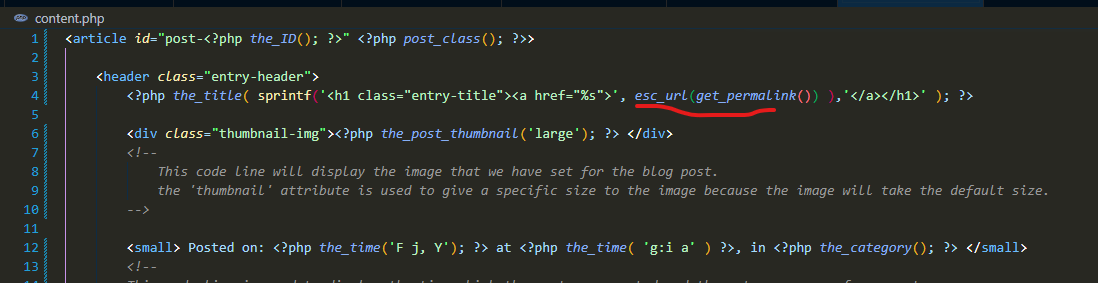 content.php
1 <article id="post-<?php the_ID(); ?>" <?php post_class(); ?>>
2
3 <header class="entry-header">
4 <?php the_title( sprintf('<h1 class="entry-title"><a href="%s">', esc_url(get_permalink()) ),'</a></h1>' ); ?>
5
6 <div class="thumbnail-img"><?php the_post_thumbnail('large'); ?> </div>
7 <!--
8 This code line will display the image that we have set for the blog post.
9 the 'thumbnail' attribute is used to give a specific size to the image because the image will take the default size.
10 -->
11
12 <small> Posted on: <?php the_time('F j, Y'); ?> at <?php the_time( 'g:i a' ) ?>, in <?php the_category(); ?> </small>
13 <!--